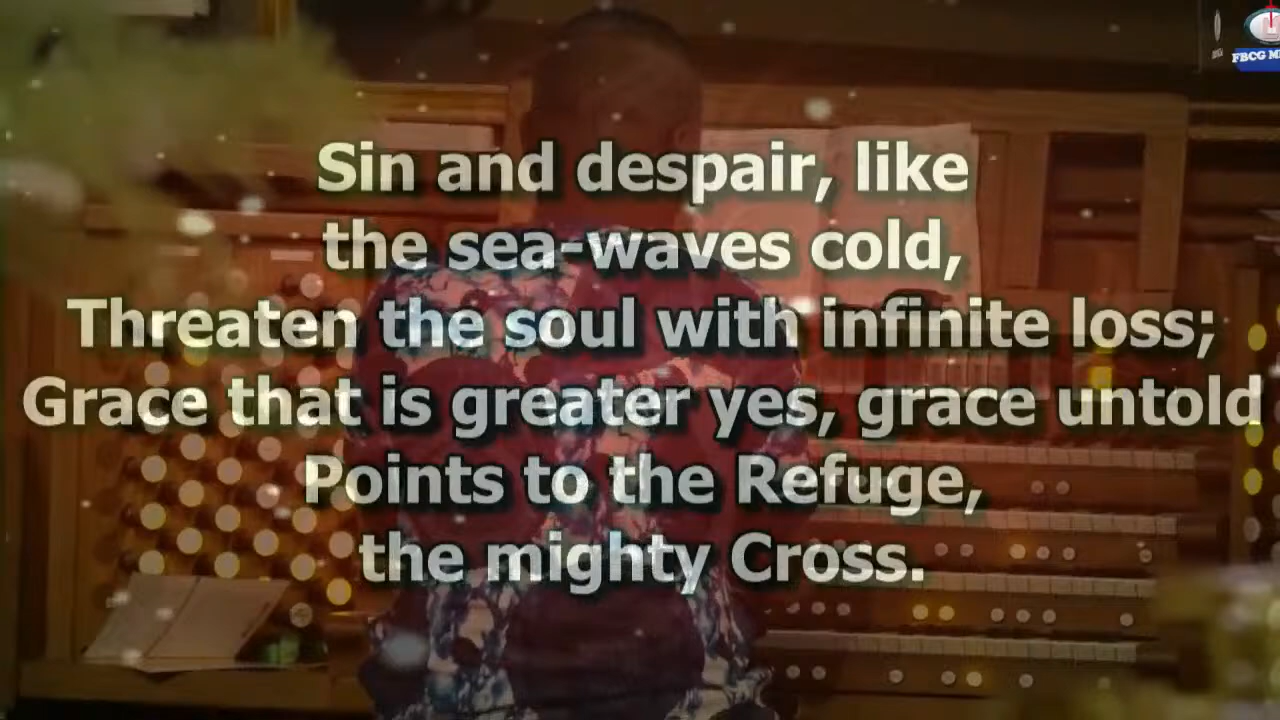 Sin and despair, like
the sea-waves cold,
Threaten the soul with infinite loss;
Grace that is greater yes, grace untold
Points to the Refuge,
the mighty Cross.
FBCG